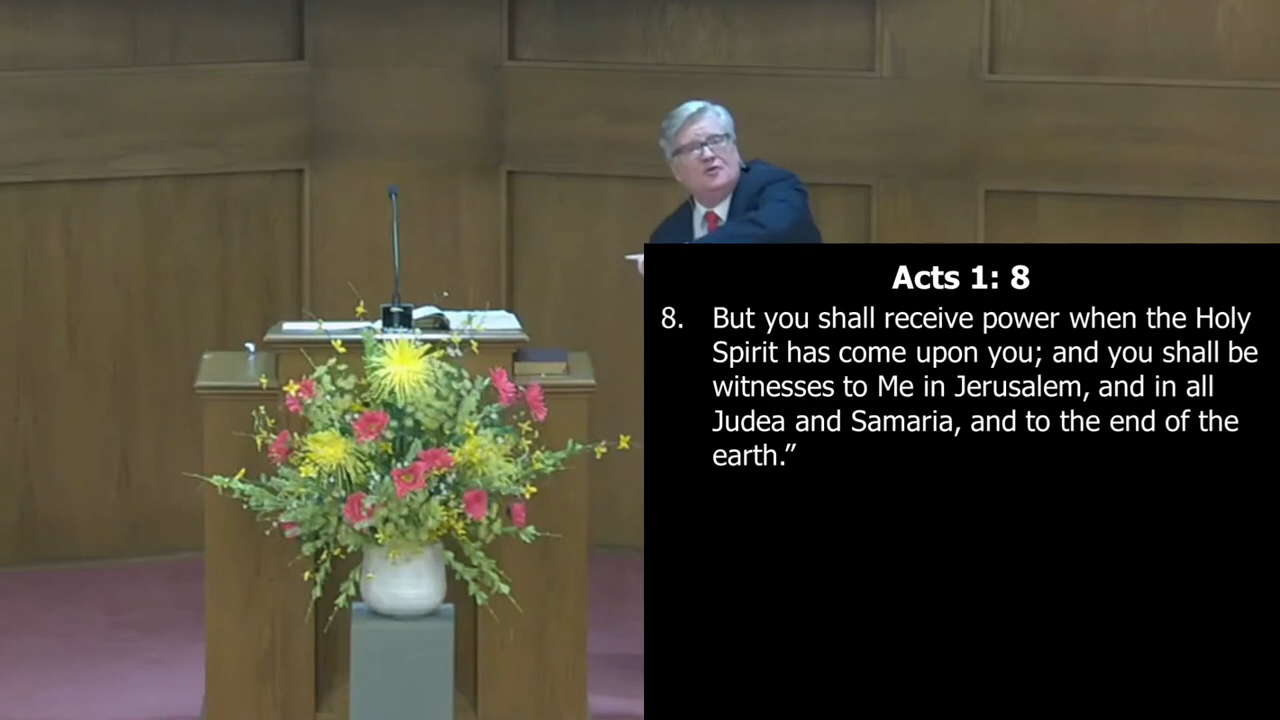 Acts 1: 8
8. But you shall receive power when the Holy
Spirit has come upon you; and you shall be
witnesses to Me in Jerusalem, and in all
Judea and Samaria, and to the end of the
earth.”